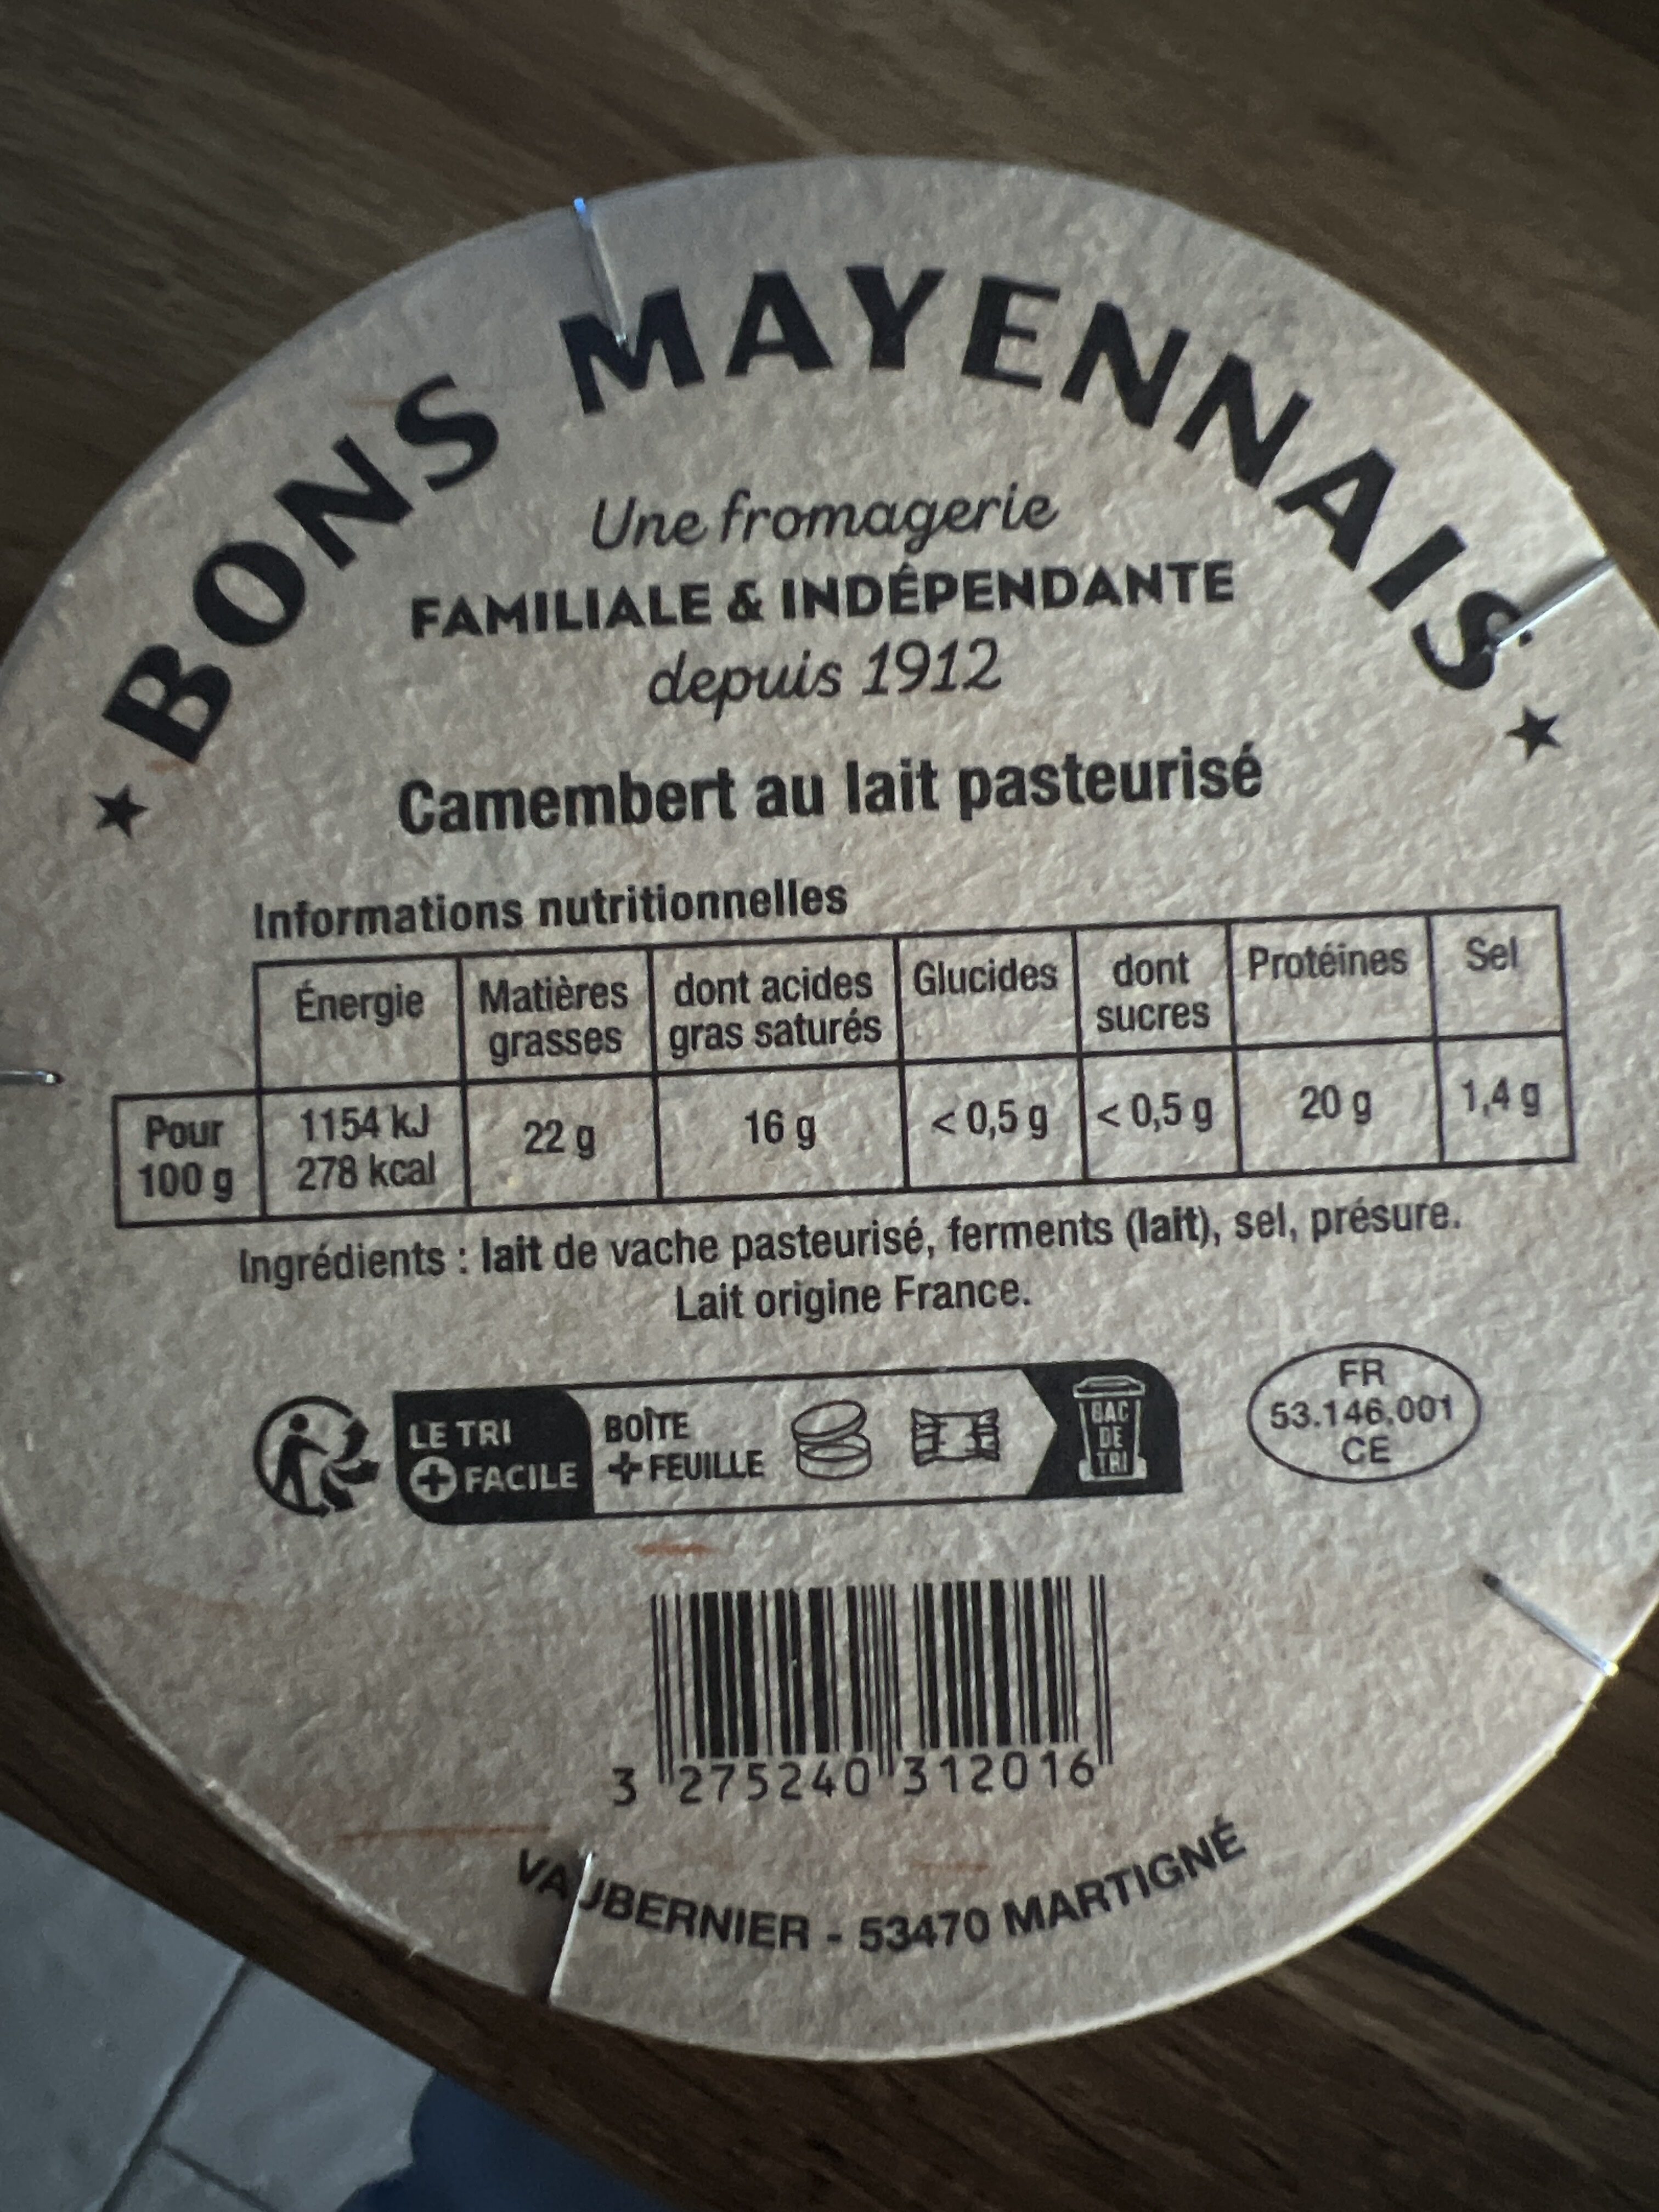 ★ BONS MAYENNAIS ★
Une fromagerie
FAMILIALE & INDÉPENDANTE
depuis 1912
Camembert au lait pasteurisé
Informations nutritionnelles
Énergie Matières grasses dont acides gras saturés Glucides dont sucres Protéines Sel
Pour 100 g 1154 kJ 278 kcal 22 g 16 g < 0,5 g < 0,5 g 20 g 1,4 g
Ingrédients : lait de vache pasteurisé, ferments (lait), sel, présure.
Lait origine France.
LE TRI
+ FACILE
BOÎTE
+ FEUILLE
BAC
DE
TRI
FR
53.146.001
CE
3 275240 312016
VAUBERNIER - 53470 MARTIGNÉ